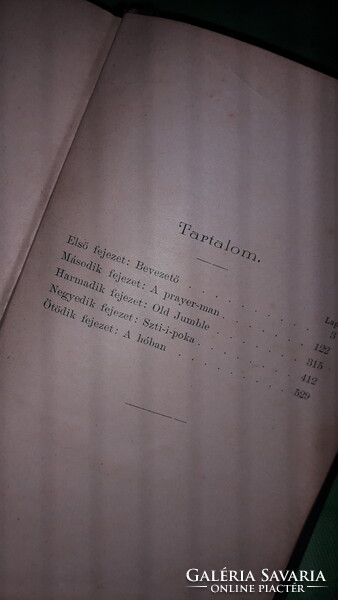 Tartalom.
Lap
Első fejezet: Bevezető . . . . . . . 3
Második fejezet: A prayer-man . . . . . 122
Harmadik fejezet: Old Jumble . . . . . 315
Negyedik fejezet: Szti-i-poka . . . . . . 412
Ötödik fejezet: A hóban . . . . . . . 529
GALÉRIA SAVARIA
ONLINE PIACTÉR